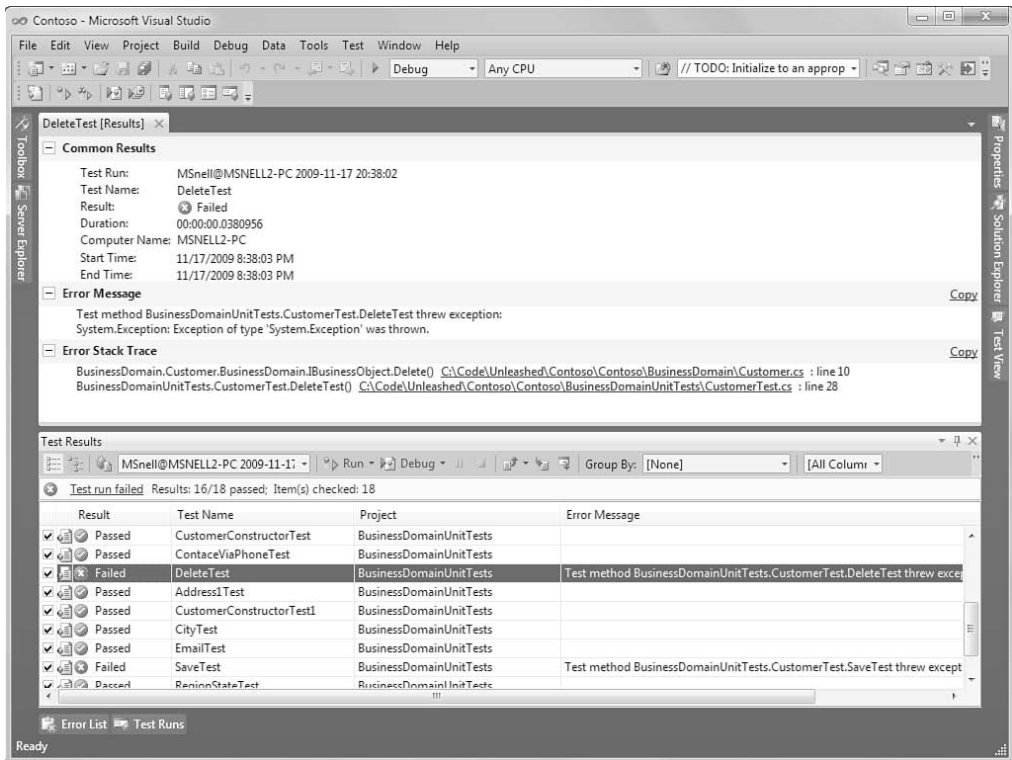 Contoso - Microsoft Visual Studio
File Edit View Project Build Debug Data Tools Test Window Help
Debug Any CPU // TODO: Initialize to an approp
Toolbox
Server Explorer
DeleteTest [Results]
Common Results
Test Run: MSnell@MSNELL2-PC 2009-11-17 20:38:02
Test Name: DeleteTest
Result: Failed
Duration: 00:00:00.0380956
Computer Name: MSNELL2-PC
Start Time: 11/17/2009 8:38:03 PM
End Time: 11/17/2009 8:38:03 PM
Error Message Copy
Test method BusinessDomainUnitTests.CustomerTest.DeleteTest threw exception:
System.Exception: Exception of type 'System.Exception' was thrown.
Error Stack Trace Copy
BusinessDomain.Customer.BusinessDomain.IBusinessObject.Delete() C:\Code\Unleashed\Contoso\Contoso\BusinessDomain\Customer.cs : line 10
BusinessDomainUnitTests.CustomerTest.DeleteTest() C:\Code\Unleashed\Contoso\Contoso\BusinessDomainUnitTests\CustomerTest.cs : line 28
Properties
Solution Explorer
Test View
Test Results
MSnell@MSNELL2-PC 2009-11-17 Run Debug Group By: [None] [All Colum
Test run failed Results: 16/18 passed; Item(s) checked: 18
Result Test Name Project Error Message
Passed CustomerConstructorTest BusinessDomainUnitTests
Passed ContaceViaPhoneTest BusinessDomainUnitTests
Failed DeleteTest BusinessDomainUnitTests Test method BusinessDomainUnitTests.CustomerTest.DeleteTest threw excep
Passed Address1Test BusinessDomainUnitTests
Passed CustomerConstructorTest1 BusinessDomainUnitTests
Passed CityTest BusinessDomainUnitTests
Passed EmailTest BusinessDomainUnitTests
Failed SaveTest BusinessDomainUnitTests Test method BusinessDomainUnitTests.CustomerTest.SaveTest threw except
Passed RegionStateTest BusinessDomainUnitTests
Error List Test Runs
Ready